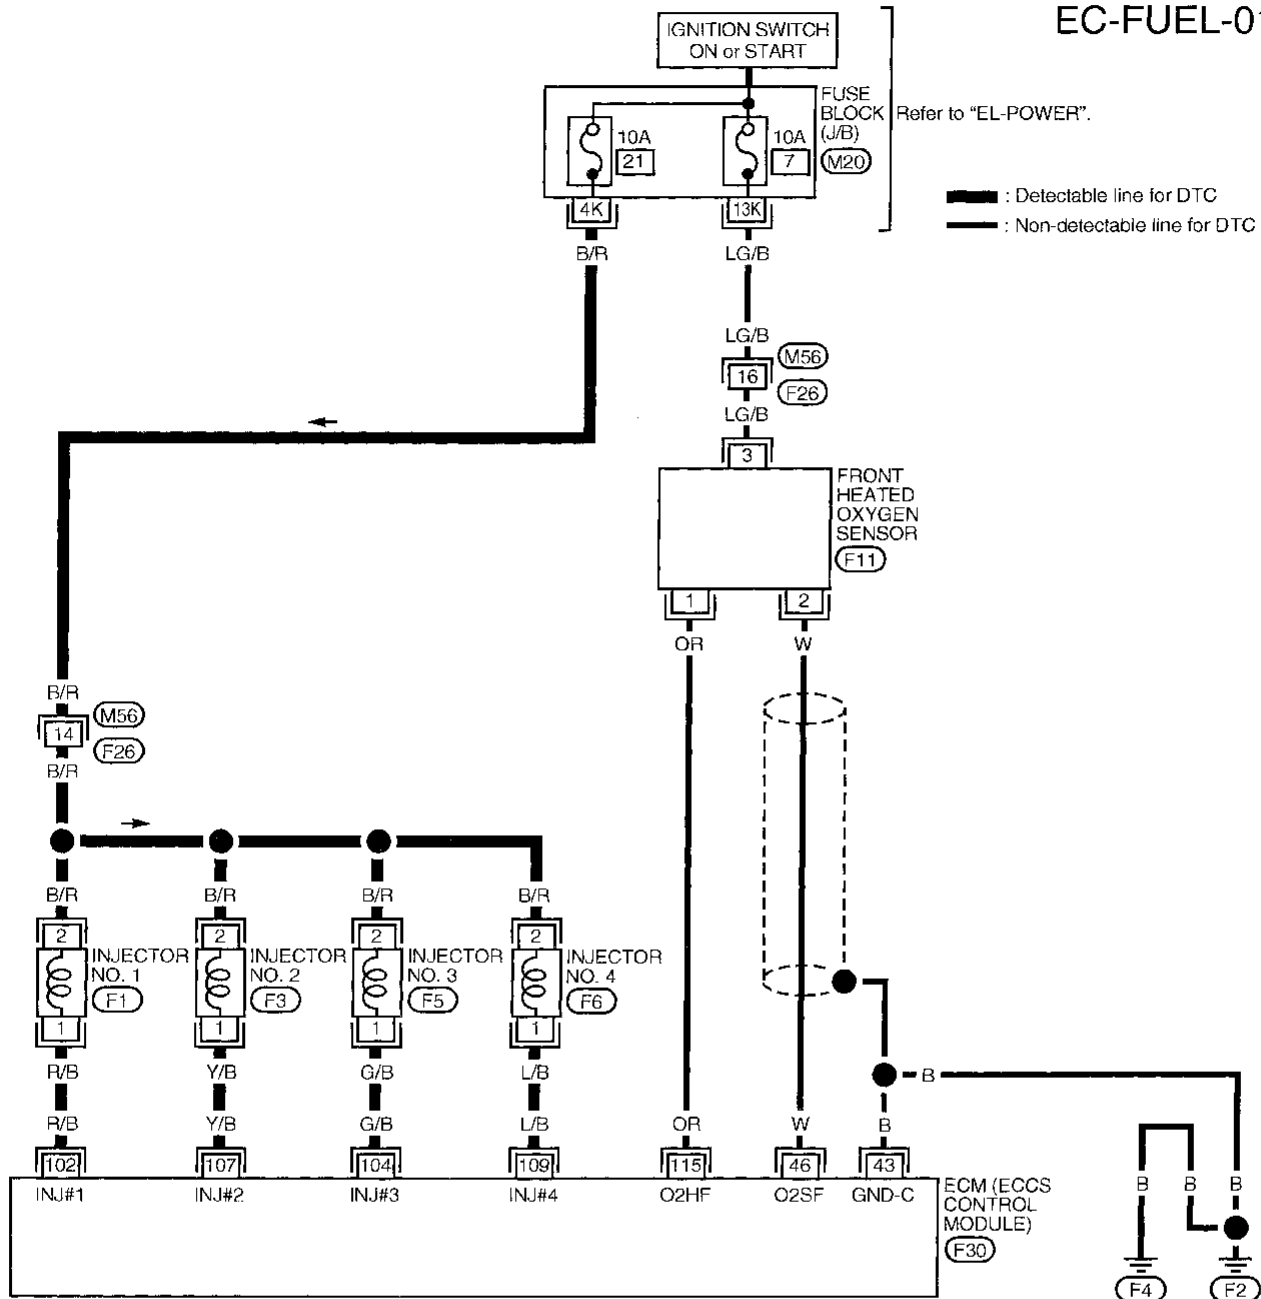 EC-FUEL-01
IGNITION SWITCH
ON or START
FUSE
BLOCK
(J/B)
M20
Refer to “EL-POWER”.
10A
21
10A
7
4K
13K
: Detectable line for DTC
: Non-detectable line for DTC
B/R
LG/B
LG/B
16
M56
F26
LG/B
3
FRONT
HEATED
OXYGEN
SENSOR
F11
1
2
OR
W
B/R
14
M56
F26
B/R
B/R
B/R
B/R
B/R
2
INJECTOR
NO. 1
F1
1
2
INJECTOR
NO. 2
F3
1
2
INJECTOR
NO. 3
F5
1
2
INJECTOR
NO. 4
F6
1
R/B
Y/B
G/B
L/B
B
R/B
Y/B
G/B
L/B
OR
W
B
102
107
104
109
115
46
43
INJ#1
INJ#2
INJ#3
INJ#4
O2HF
O2SF
GND-C
ECM (ECCS
CONTROL
MODULE)
F30
B
B
B
F4
F2